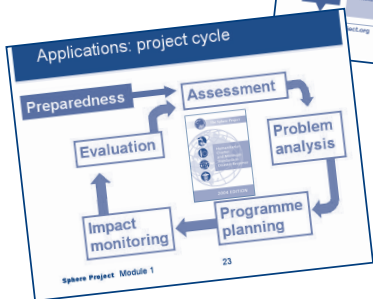 Applications: project cycle
Preparedness
Assessment
Problem
analysis
Programme
planning
Impact
monitoring
Evaluation
Sphere Project Module 1
23